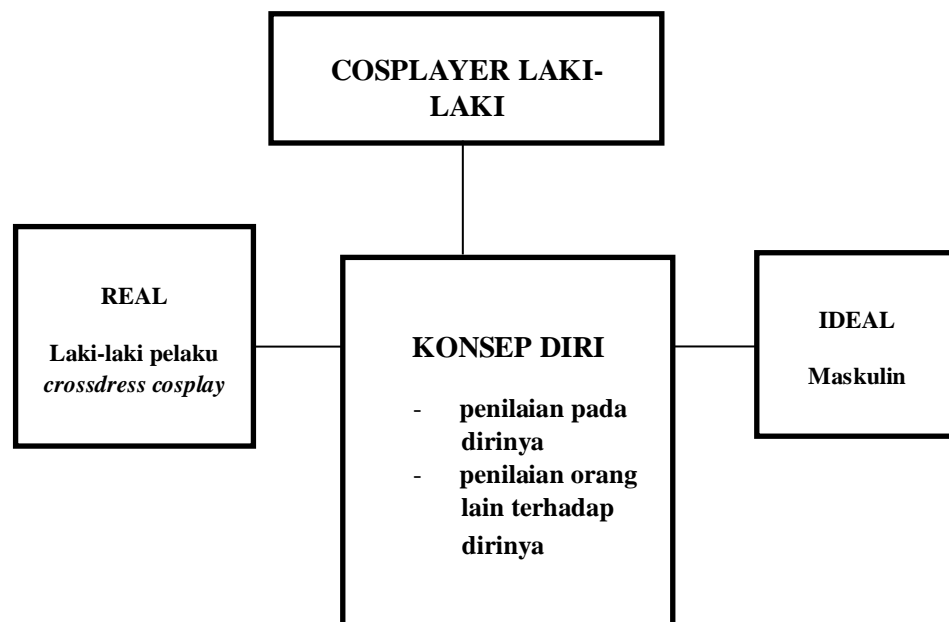 COSPLAYER LAKI-
LAKI
REAL
Laki-laki pelaku
crossdress cosplay
KONSEP DIRI
- penilaian pada
dirinya
- penilaian orang
lain terhadap
dirinya
IDEAL
Maskulin